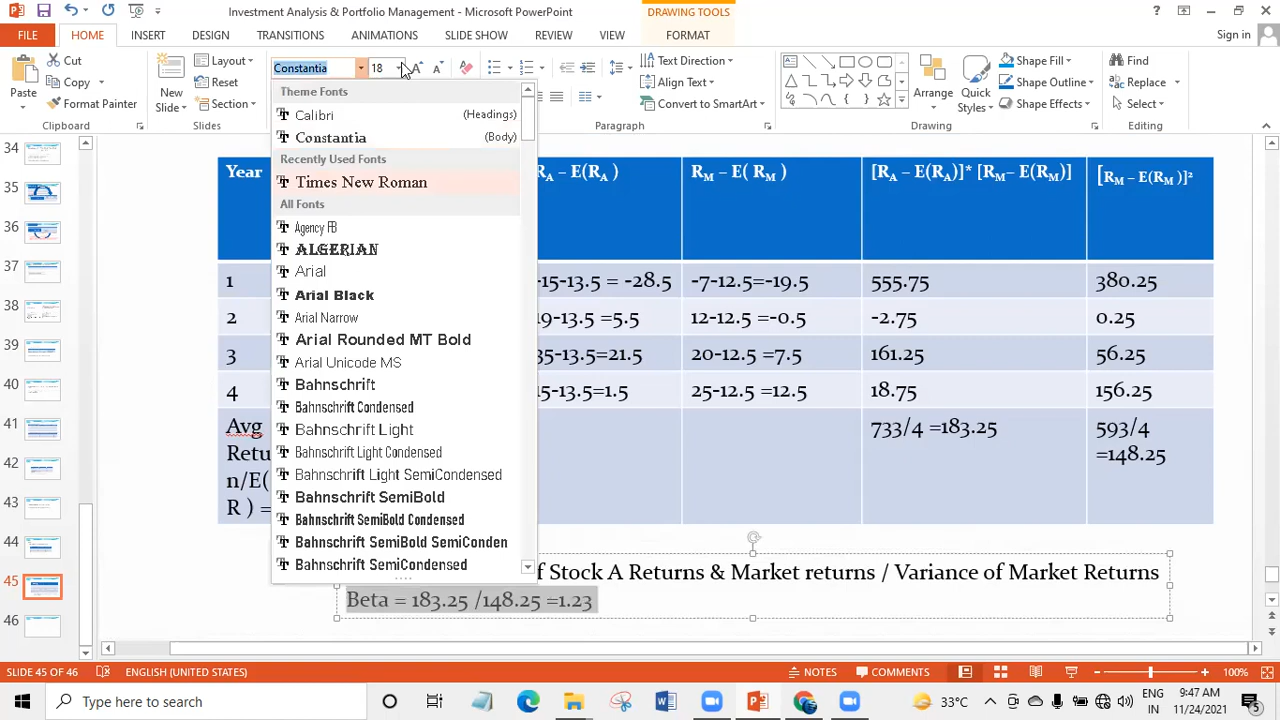 Investment Analysis & Portfolio Management - Microsoft PowerPoint
DRAWING TOOLS
FILE HOME INSERT DESIGN TRANSITIONS ANIMATIONS SLIDE SHOW REVIEW VIEW FORMAT
Sign in
Paste
Cut
Copy
Format Painter
Clipboard
New Slide
Layout
Reset
Section
Slides
Constantia 18
Text Direction
Align Text
Convert to SmartArt
Paragraph
Arrange
Quick Styles
Shape Fill
Shape Outline
Shape Effects
Drawing
Find
Replace
Select
Editing
Theme Fonts
Calibri (Headings)
Constantia (Body)
Recently Used Fonts
Times New Roman
All Fonts
Agency FB
ALGERIAN
Arial
Arial Black
Arial Narrow
Arial Rounded MT Bold
Arial Unicode MS
Bahnschrift
Bahnschrift Condensed
Bahnschrift Light
Bahnschrift Light Condensed
Bahnschrift Light SemiCondensed
Bahnschrift SemiBold
Bahnschrift SemiBold Condensed
Bahnschrift SemiBold SemiConden
Bahnschrift SemiCondensed
34
35
36
37
38
39
40
41
42
43
44
45
46
Year RA – E(RA ) RM – E( RM ) [RA – E(RA)]* [RM– E(RM)] [RM – E(RM )]²
1 -15-13.5 = -28.5 -7-12.5=-19.5 555.75 380.25
2 19-13.5 =5.5 12-12.5 =-0.5 -2.75 0.25
3 35-13.5=21.5 20-12.5 =7.5 161.25 56.25
4 15-13.5=1.5 25-12.5 =12.5 18.75 156.25
Avg 733/4 =183.25 593/4
Retu =148.25
n/E(
R ) =
of Stock A Returns & Market returns / Variance of Market Returns
Beta = 183.25 /148.25 =1.23
SLIDE 45 OF 46 ENGLISH (UNITED STATES) NOTES COMMENTS 100%
Type here to search
33°C
ENG
IN
9:47 AM
11/24/2021
5